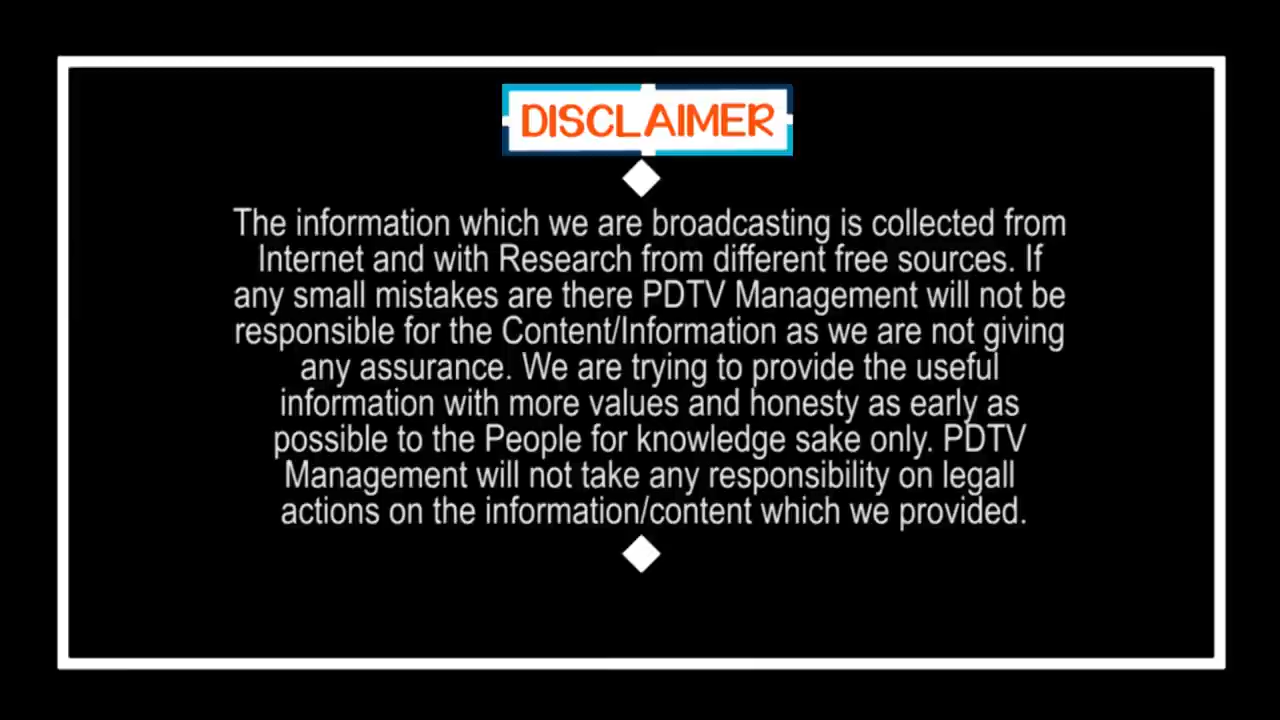 DISCLAIMER
The information which we are broadcasting is collected from
Internet and with Research from different free sources. If
any small mistakes are there PDTV Management will not be
responsible for the Content/Information as we are not giving
any assurance. We are trying to provide the useful
information with more values and honesty as early as
possible to the People for knowledge sake only. PDTV
Management will not take any responsibility on legall
actions on the information/content which we provided.